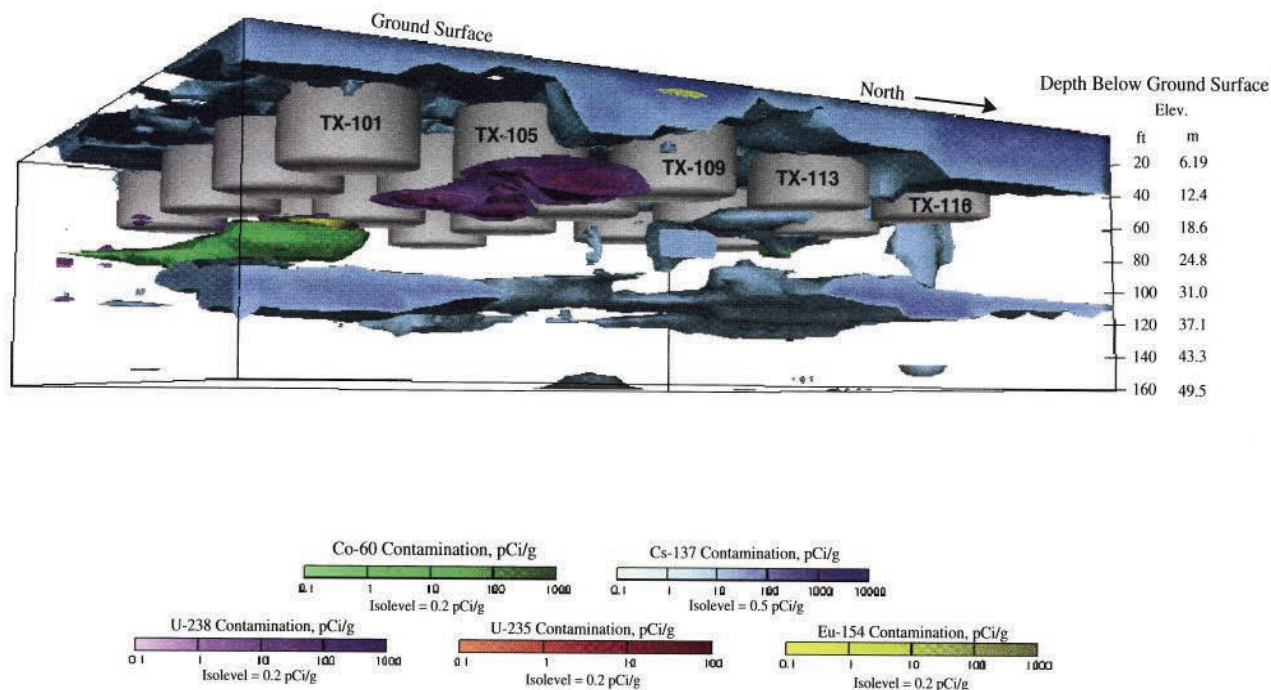 Ground Surface
North
Depth Below Ground Surface
Elev.
ft m
20 6.19
40 12.4
60 18.6
80 24.8
100 31.0
120 37.1
140 43.3
160 49.5
TX-101
TX-105
TX-109
TX-113
TX-116
Co-60 Contamination, pCi/g
0.1 1 10 100 1000
Isolevel = 0.2 pCi/g
Cs-137 Contamination, pCi/g
0.1 1 10 100 1000 10000
Isolevel = 0.5 pCi/g
U-238 Contamination, pCi/g
0.1 1 10 100 1000
Isolevel = 0.2 pCi/g
U-235 Contamination, pCi/g
0.1 1 10 100
Isolevel = 0.2 pCi/g
Eu-154 Contamination, pCi/g
0.1 1 10 100 1000
Isolevel = 0.2 pCi/g